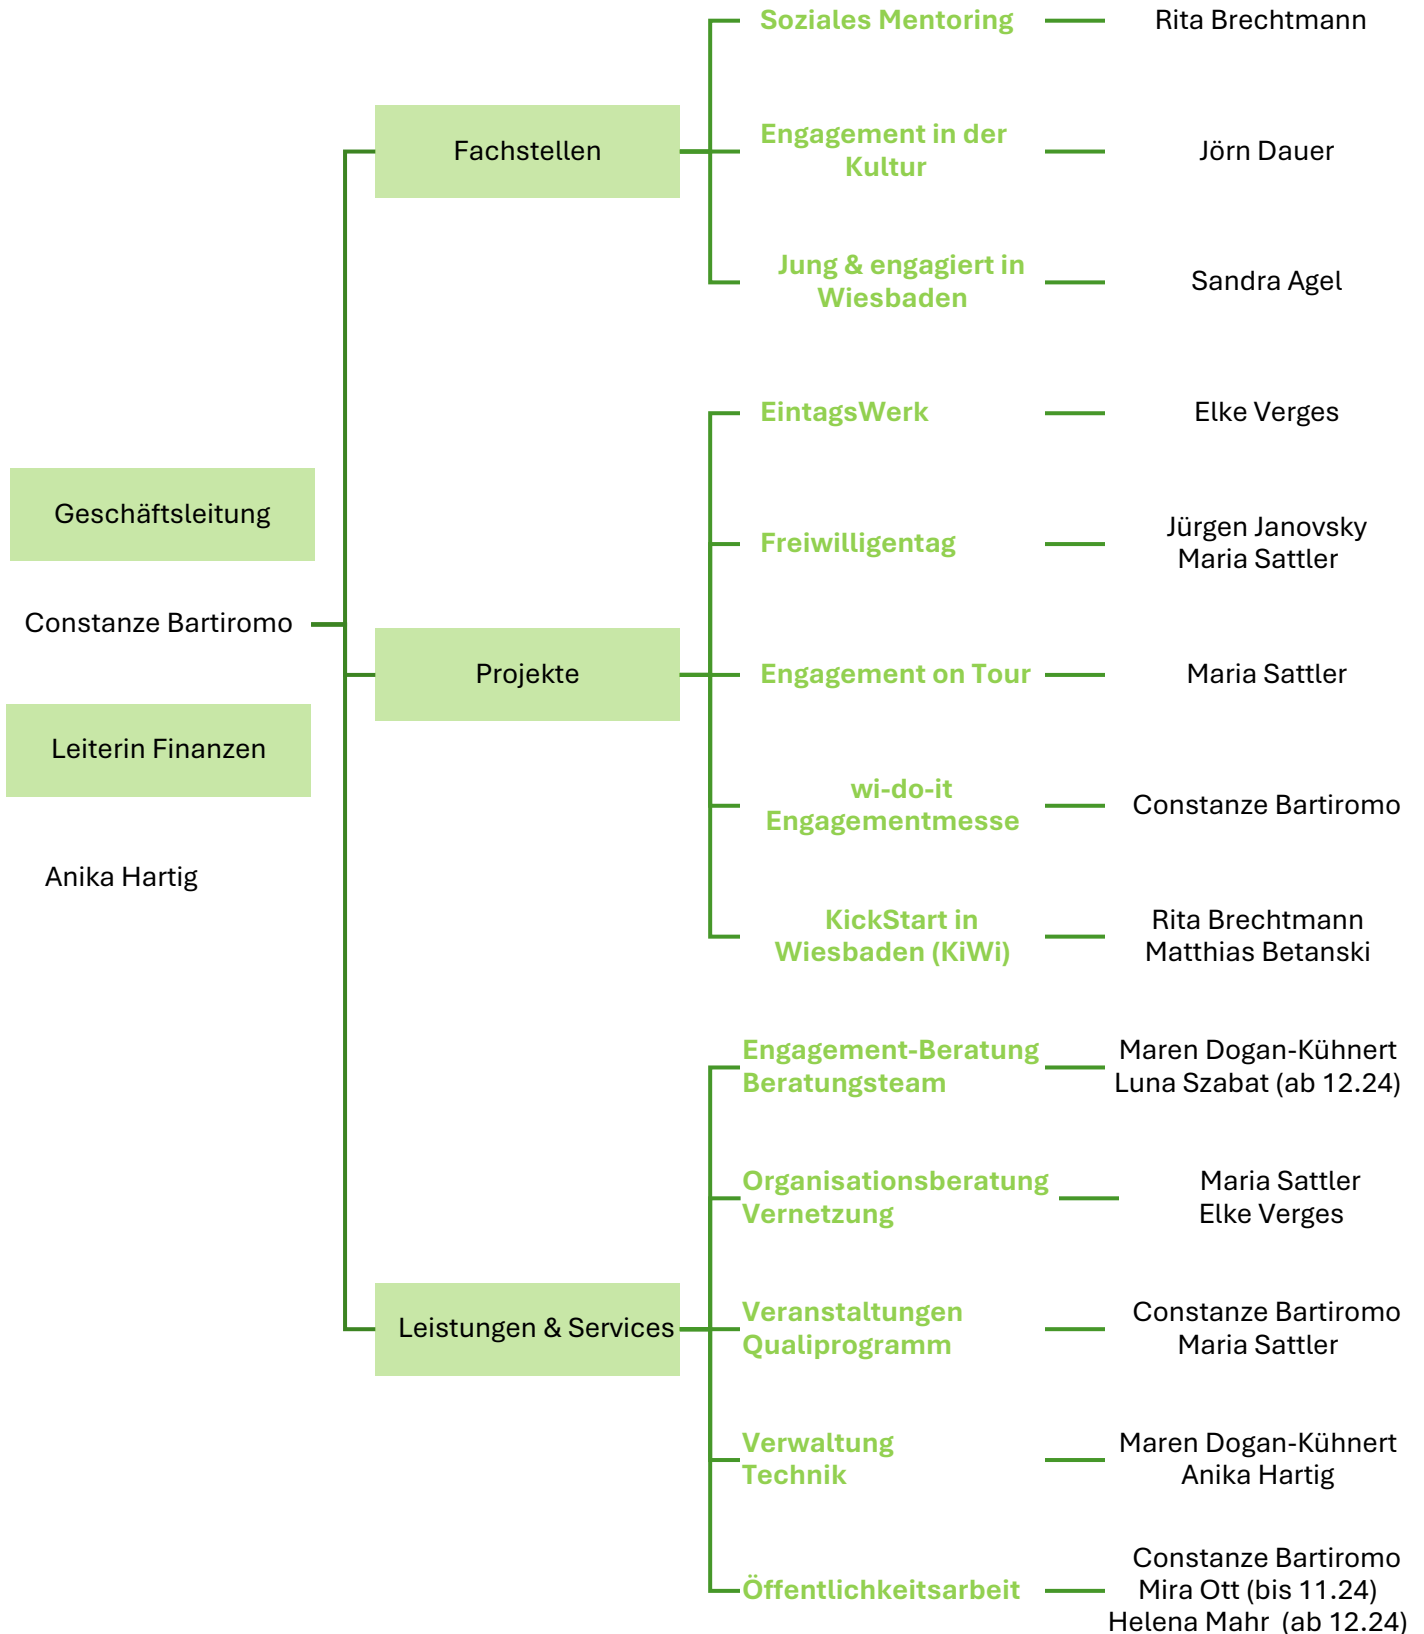 Geschäftsleitung
Constanze Bartiromo
Leiterin Finanzen
Anika Hartig
Fachstellen
Soziales Mentoring
Rita Brechtmann
Engagement in der
Kultur
Jörn Dauer
Jung & engagiert in
Wiesbaden
Sandra Agel
Projekte
EintagsWerk
Elke Verges
Freiwilligentag
Jürgen Janovsky
Maria Sattler
Engagement on Tour
Maria Sattler
wi-do-it
Engagementmesse
Constanze Bartiromo
KickStart in
Wiesbaden (KiWi)
Rita Brechtmann
Matthias Betanski
Leistungen & Services
Engagement-Beratung
Beratungsteam
Maren Dogan-Kühnert
Luna Szabat (ab 12.24)
Organisationsberatung
Vernetzung
Maria Sattler
Elke Verges
Veranstaltungen
Qualiprogramm
Constanze Bartiromo
Maria Sattler
Verwaltung
Technik
Maren Dogan-Kühnert
Anika Hartig
Öffentlichkeitsarbeit
Constanze Bartiromo
Mira Ott (bis 11.24)
Helena Mahr (ab 12.24)